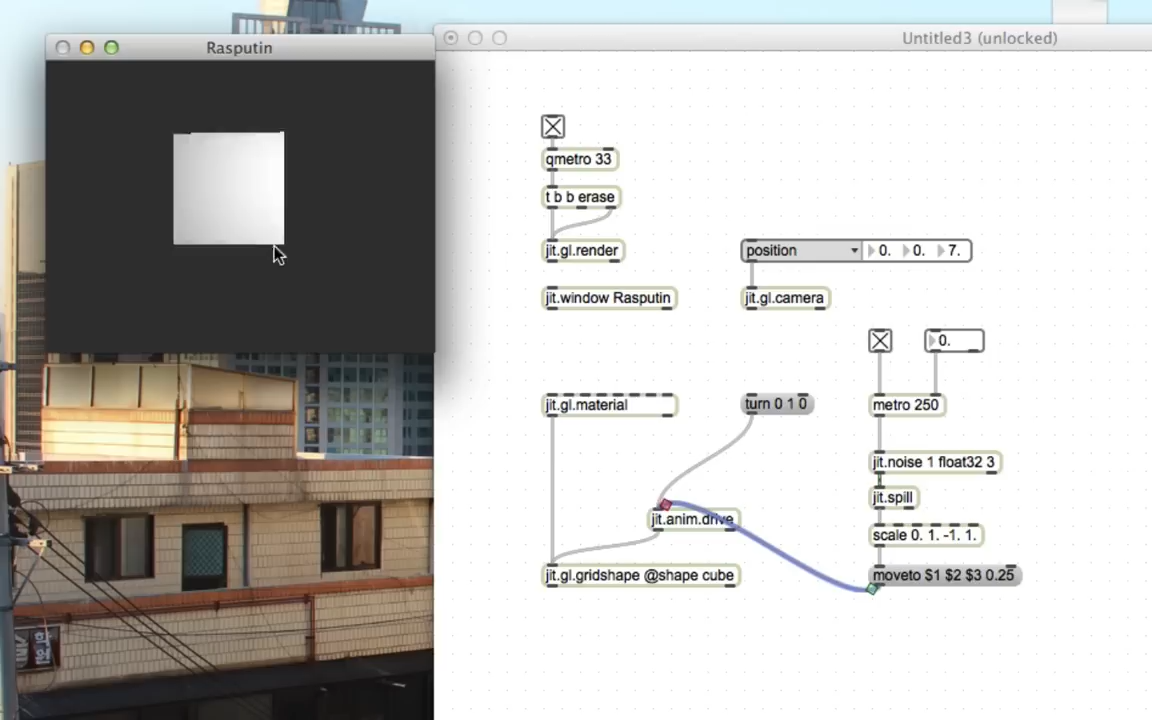 Rasputin
Untitled3 (unlocked)
qmetro 33
t b b erase
jit.gl.render
position 0. 0. 7.
jit.window Rasputin
jit.gl.camera
0.
jit.gl.material
turn 0 1 0
metro 250
jit.noise 1 float32 3
jit.spill
jit.anim.drive
scale 0. 1. -1. 1.
jit.gl.gridshape @shape cube
moveto $1 $2 $3 0.25